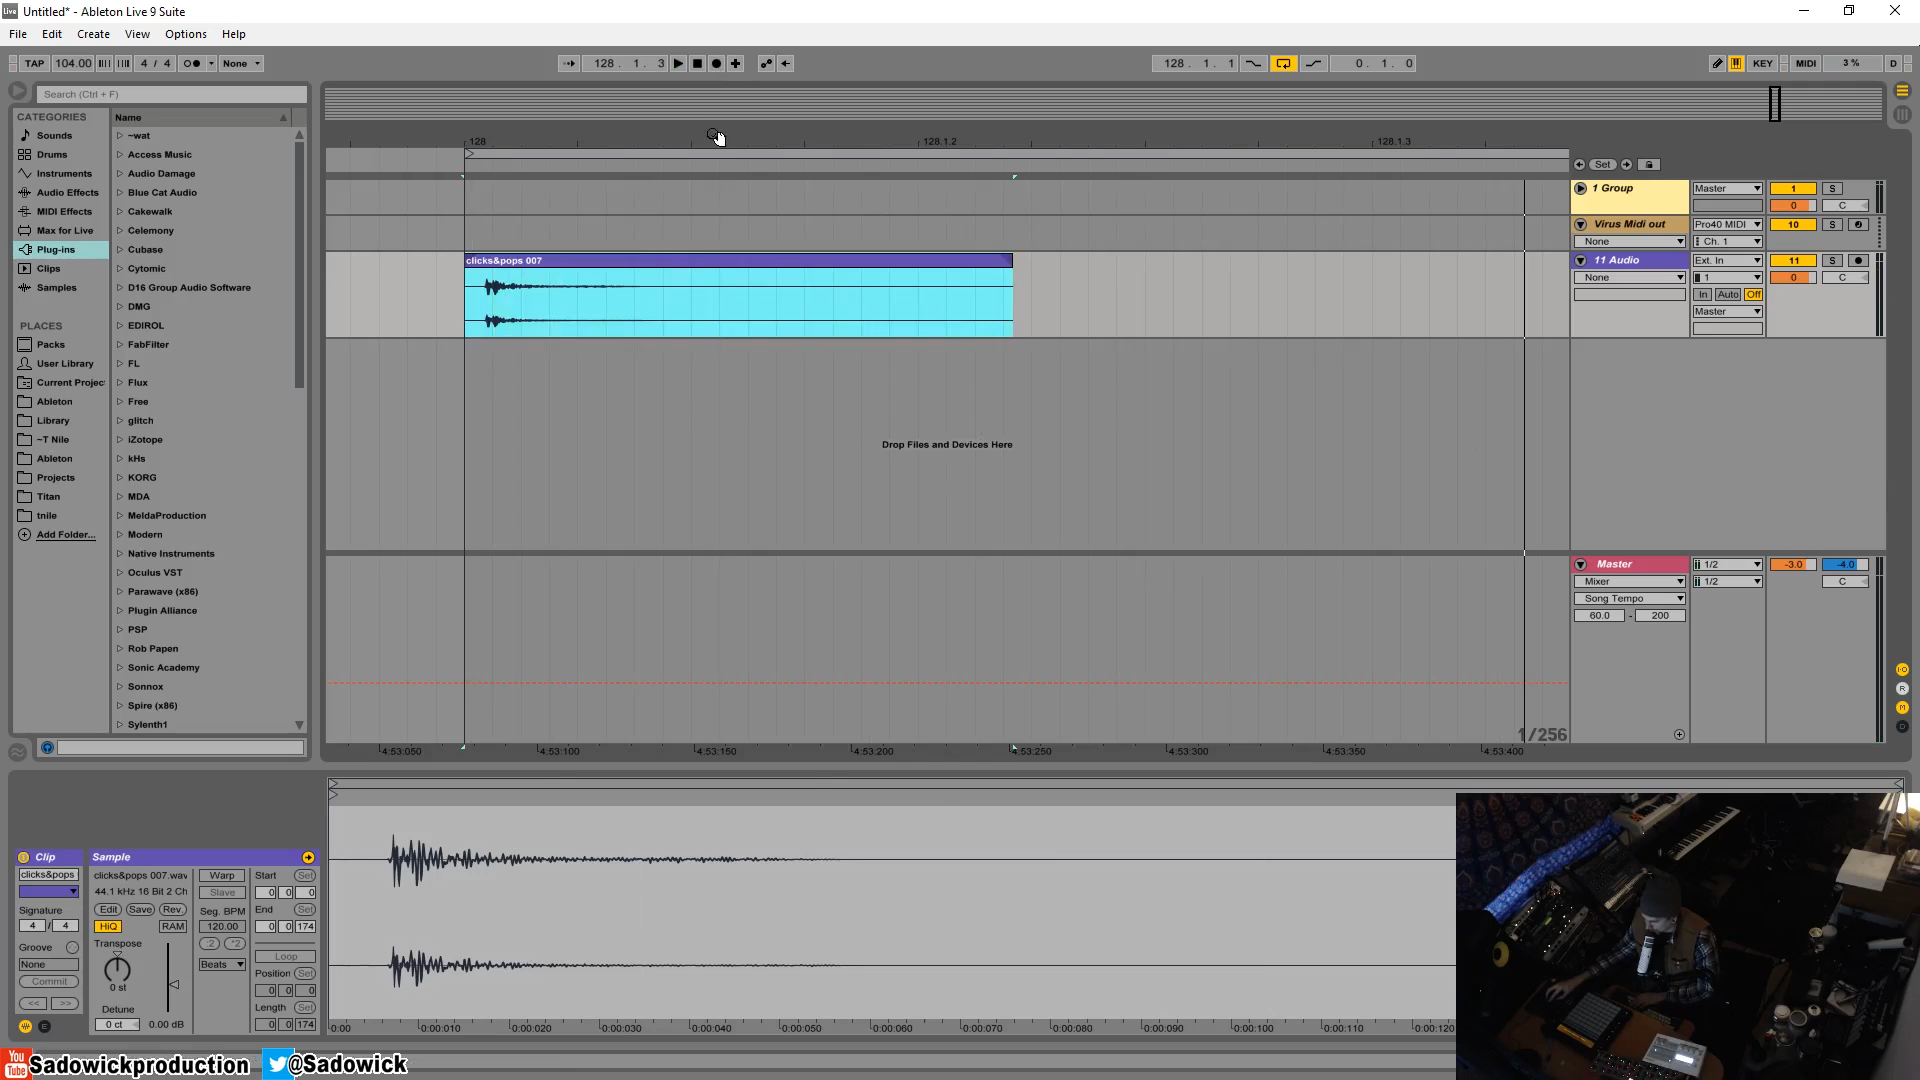 Live Untitled* - Ableton Live 9 Suite
File Edit Create View Options Help
TAP 104.00 4 / 4 None 128 . 1 . 3 128 . 1 . 1 0 . 1 . 0 KEY MIDI 3 % D
Search (Ctrl + F)
CATEGORIES
Sounds
Drums
Instruments
Audio Effects
MIDI Effects
Max for Live
Plug-ins
Clips
Samples
PLACES
Packs
User Library
Current Projec
Ableton
Library
~T Nile
Ableton
Projects
Titan
tnile
Add Folder...
Name
~wat
Access Music
Audio Damage
Blue Cat Audio
Cakewalk
Celemony
Cubase
Cytomic
D16 Group Audio Software
DMG
EDIROL
FabFilter
FL
Flux
Free
glitch
iZotope
kHs
KORG
MDA
MeldaProduction
Modern
Native Instruments
Oculus VST
Parawave (x86)
Plugin Alliance
PSP
Rob Papen
Sonic Academy
Sonnox
Spire (x86)
Sylenth1
128 128.1.2 128.1.3
Set
clicks&pops 007
Drop Files and Devices Here
1/256
4:53:050 4:53:100 4:53:150 4:53:200 4:53:250 4:53:300 4:53:350 4:53:400
1 Group Master 1 S
0 C
Virus Midi out Pro40 MIDI 10 S
None Ch. 1
11 Audio Ext. In 11 S
None 1 0 C
In Auto Off
Master
Master 1/2 -3.0 -4.0
Mixer 1/2 C
Song Tempo
60.0 - 200
I-O
R
M
D
Clip
clicks&pops
Signature
4 / 4
Groove
None
Commit
<< >>
E
Sample
clicks&pops 007.wav
44.1 kHz 16 Bit 2 Ch
Edit Save Rev
HiQ RAM
Transpose
0 st
Detune
0 ct 0.00 dB
Warp
Slave
Seg. BPM
120.00
:2 *2
Beats
Start Set
0 0 0
End Set
0 0 174
Loop
Position Set
0 0 0
Length Set
0 0 174
0:00 0:00:010 0:00:020 0:00:030 0:00:040 0:00:050 0:00:060 0:00:070 0:00:080 0:00:090 0:00:100 0:00:110 0:00:120
You Tube Sadowickproduction @Sadowick